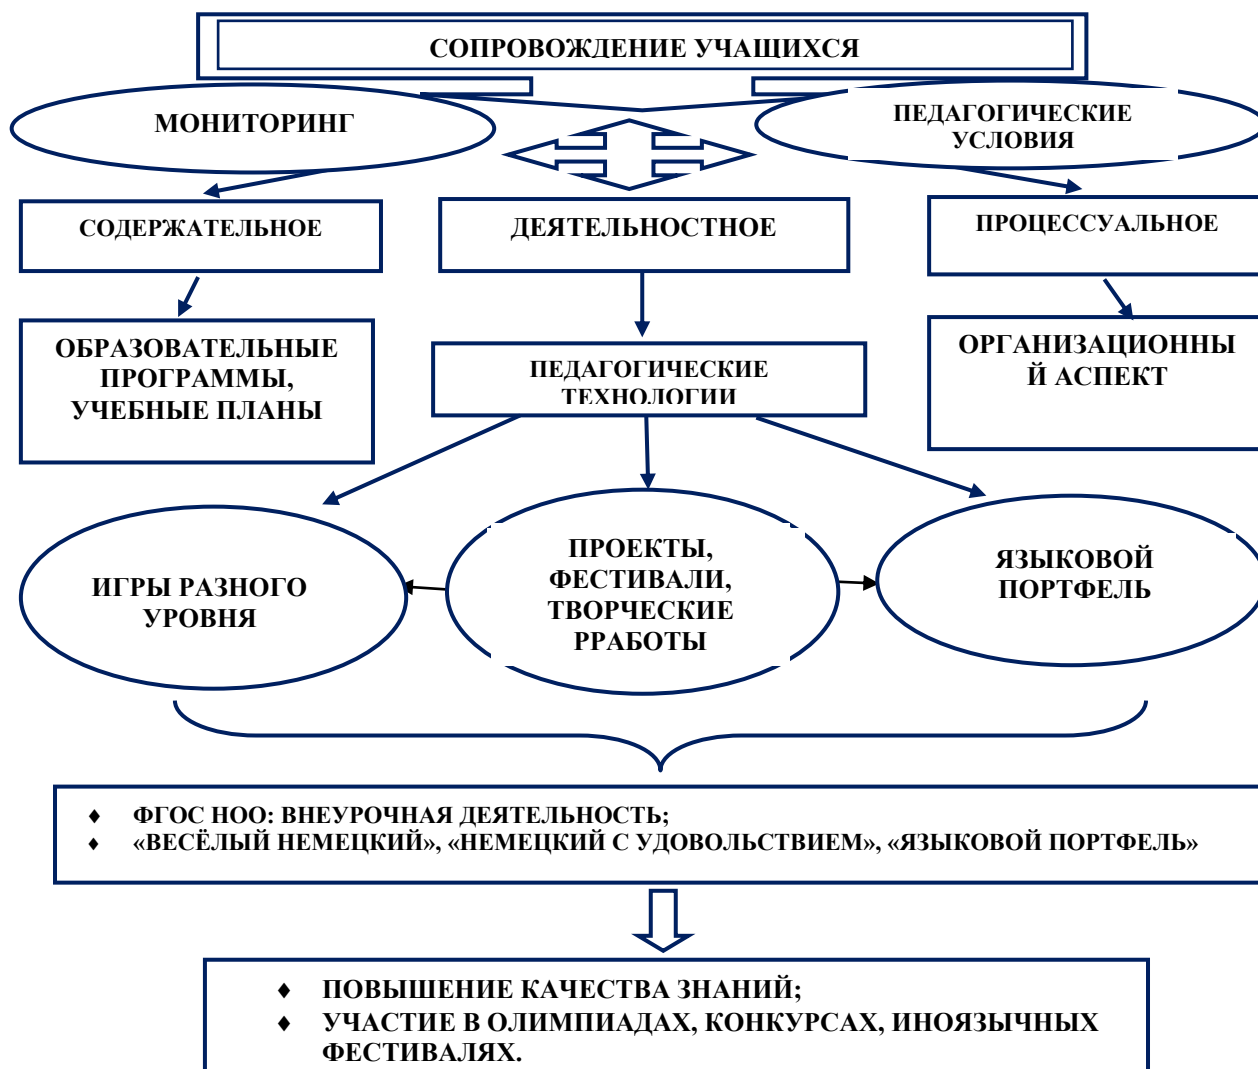 СОПРОВОЖДЕНИЕ УЧАЩИХСЯ
МОНИТОРИНГ
ПЕДАГОГИЧЕСКИЕ
УСЛОВИЯ
СОДЕРЖАТЕЛЬНОЕ
ДЕЯТЕЛЬНОСТНОЕ
ПРОЦЕССУАЛЬНОЕ
ОБРАЗОВАТЕЛЬНЫЕ
ПРОГРАММЫ,
УЧЕБНЫЕ ПЛАНЫ
ПЕДАГОГИЧЕСКИЕ
ТЕХНОЛОГИИ
ОРГАНИЗАЦИОННЫ
Й АСПЕКТ
ИГРЫ РАЗНОГО
УРОВНЯ
ПРОЕКТЫ,
ФЕСТИВАЛИ,
ТВОРЧЕСКИЕ
РРАБОТЫ
ЯЗЫКОВОЙ
ПОРТФЕЛЬ
♦ ФГОС НОО: ВНЕУРОЧНАЯ ДЕЯТЕЛЬНОСТЬ;
♦ «ВЕСЁЛЫЙ НЕМЕЦКИЙ», «НЕМЕЦКИЙ С УДОВОЛЬСТВИЕМ», «ЯЗЫКОВОЙ ПОРТФЕЛЬ»
♦ ПОВЫШЕНИЕ КАЧЕСТВА ЗНАНИЙ;
♦ УЧАСТИЕ В ОЛИМПИАДАХ, КОНКУРСАХ, ИНОЯЗЫЧНЫХ
ФЕСТИВАЛЯХ.